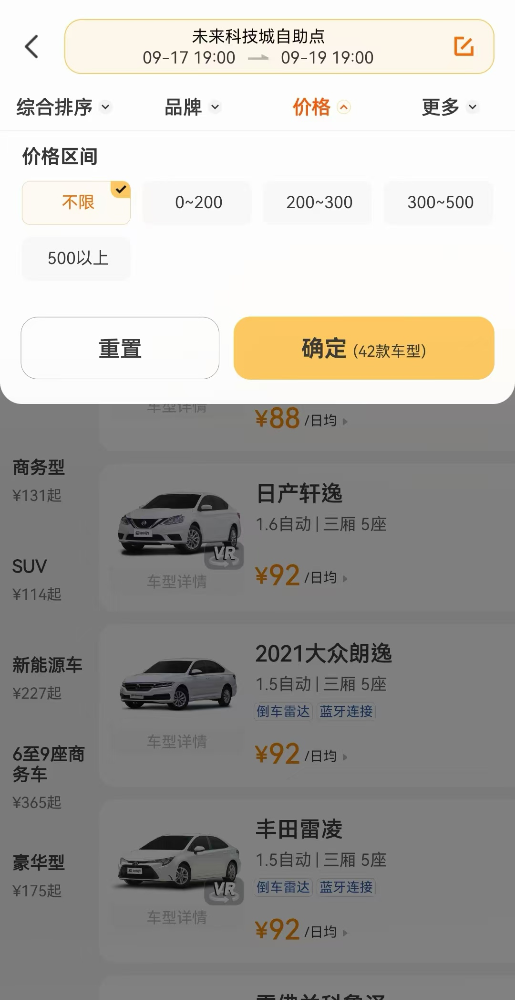 未来科技城自助点
09-17 19:00 09-19 19:00
综合排序 品牌 价格 更多
价格区间
不限 0~200 200~300 300~500
500以上
重置 确定 (42款车型)
车型详情
¥88 /日均
商务型
¥131起
SUV
¥114起
新能源车
¥227起
6至9座商
务车
¥365起
豪华型
¥175起
日产轩逸
1.6自动 | 三厢 5座
VR
车型详情
¥92 /日均
2021大众朗逸
1.5自动 | 三厢 5座
倒车雷达 蓝牙连接
车型详情
¥92 /日均
丰田雷凌
1.5自动 | 三厢 5座
倒车雷达 蓝牙连接
VR
车型详情
¥92 /日均